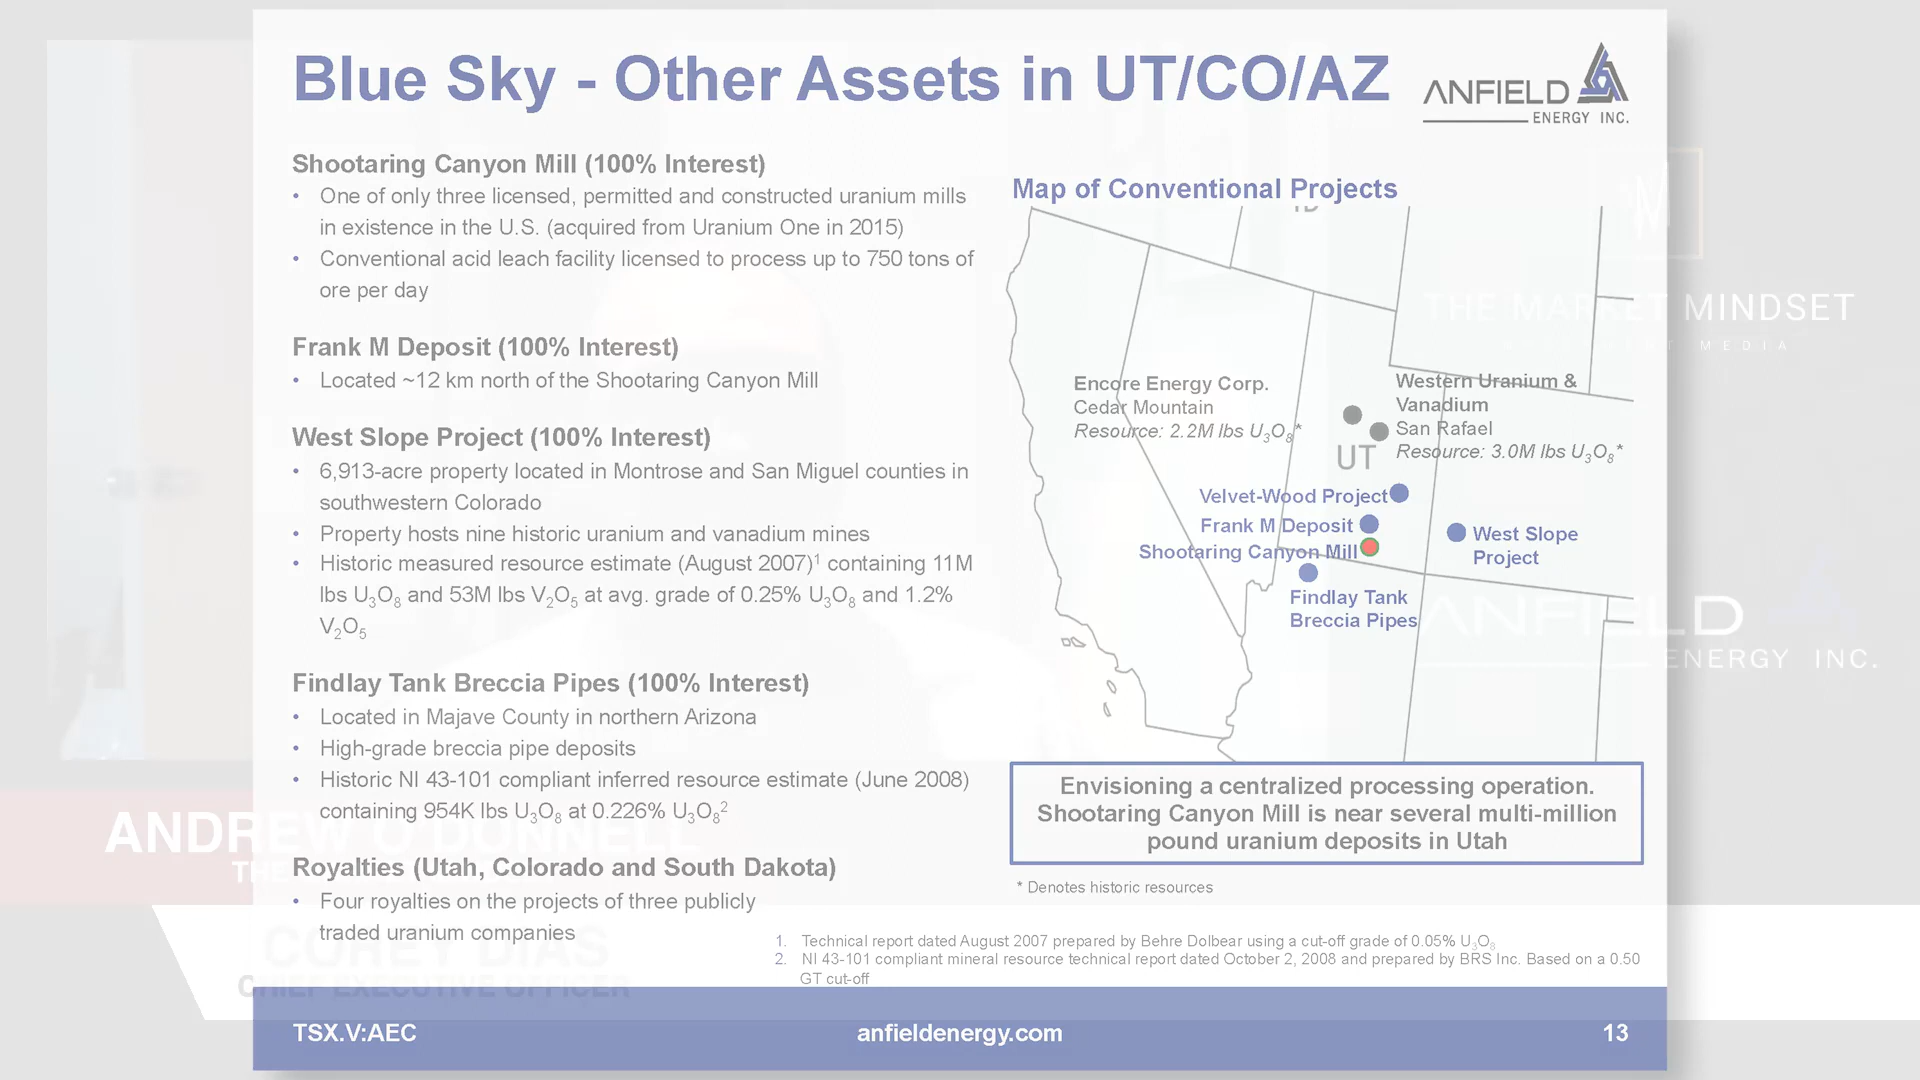 Blue Sky - Other Assets in UT/CO/AZ
ANFIELD
ENERGY INC.
Shootaring Canyon Mill (100% Interest)
• One of only three licensed, permitted and constructed uranium mills
in existence in the U.S. (acquired from Uranium One in 2015)
• Conventional acid leach facility licensed to process up to 750 tons of
ore per day
Frank M Deposit (100% Interest)
• Located ~12 km north of the Shootaring Canyon Mill
West Slope Project (100% Interest)
• 6,913-acre property located in Montrose and San Miguel counties in
southwestern Colorado
• Property hosts nine historic uranium and vanadium mines
• Historic measured resource estimate (August 2007)¹ containing 11M
lbs U₃O₈ and 53M lbs V₂O₅ at avg. grade of 0.25% U₃O₈ and 1.2%
V₂O₅
Findlay Tank Breccia Pipes (100% Interest)
• Located in Majave County in northern Arizona
• High-grade breccia pipe deposits
• Historic NI 43-101 compliant inferred resource estimate (June 2008)
containing 954K lbs U₃O₈ at 0.226% U₃O₈²
Royalties (Utah, Colorado and South Dakota)
• Four royalties on the projects of three publicly
traded uranium companies
Map of Conventional Projects
ID
Encore Energy Corp.
Cedar Mountain
Resource: 2.2M lbs U₃O₈*
Western Uranium &
Vanadium
San Rafael
Resource: 3.0M lbs U₃O₈*
UT
Velvet-Wood Project
Frank M Deposit
Shootaring Canyon Mill
West Slope
Project
Findlay Tank
Breccia Pipes
Envisioning a centralized processing operation.
Shootaring Canyon Mill is near several multi-million
pound uranium deposits in Utah
* Denotes historic resources
1. Technical report dated August 2007 prepared by Behre Dolbear using a cut-off grade of 0.05% U₃O₈
2. NI 43-101 compliant mineral resource technical report dated October 2, 2008 and prepared by BRS Inc. Based on a 0.50
GT cut-off
TSX.V:AEC
anfieldenergy.com
13
THE MARKET MINDSET
MEDIA
ANFIELD
ENERGY INC.
ANDREW O'DONNELL
THE
COREY DIAS
CHIEF EXECUTIVE OFFICER